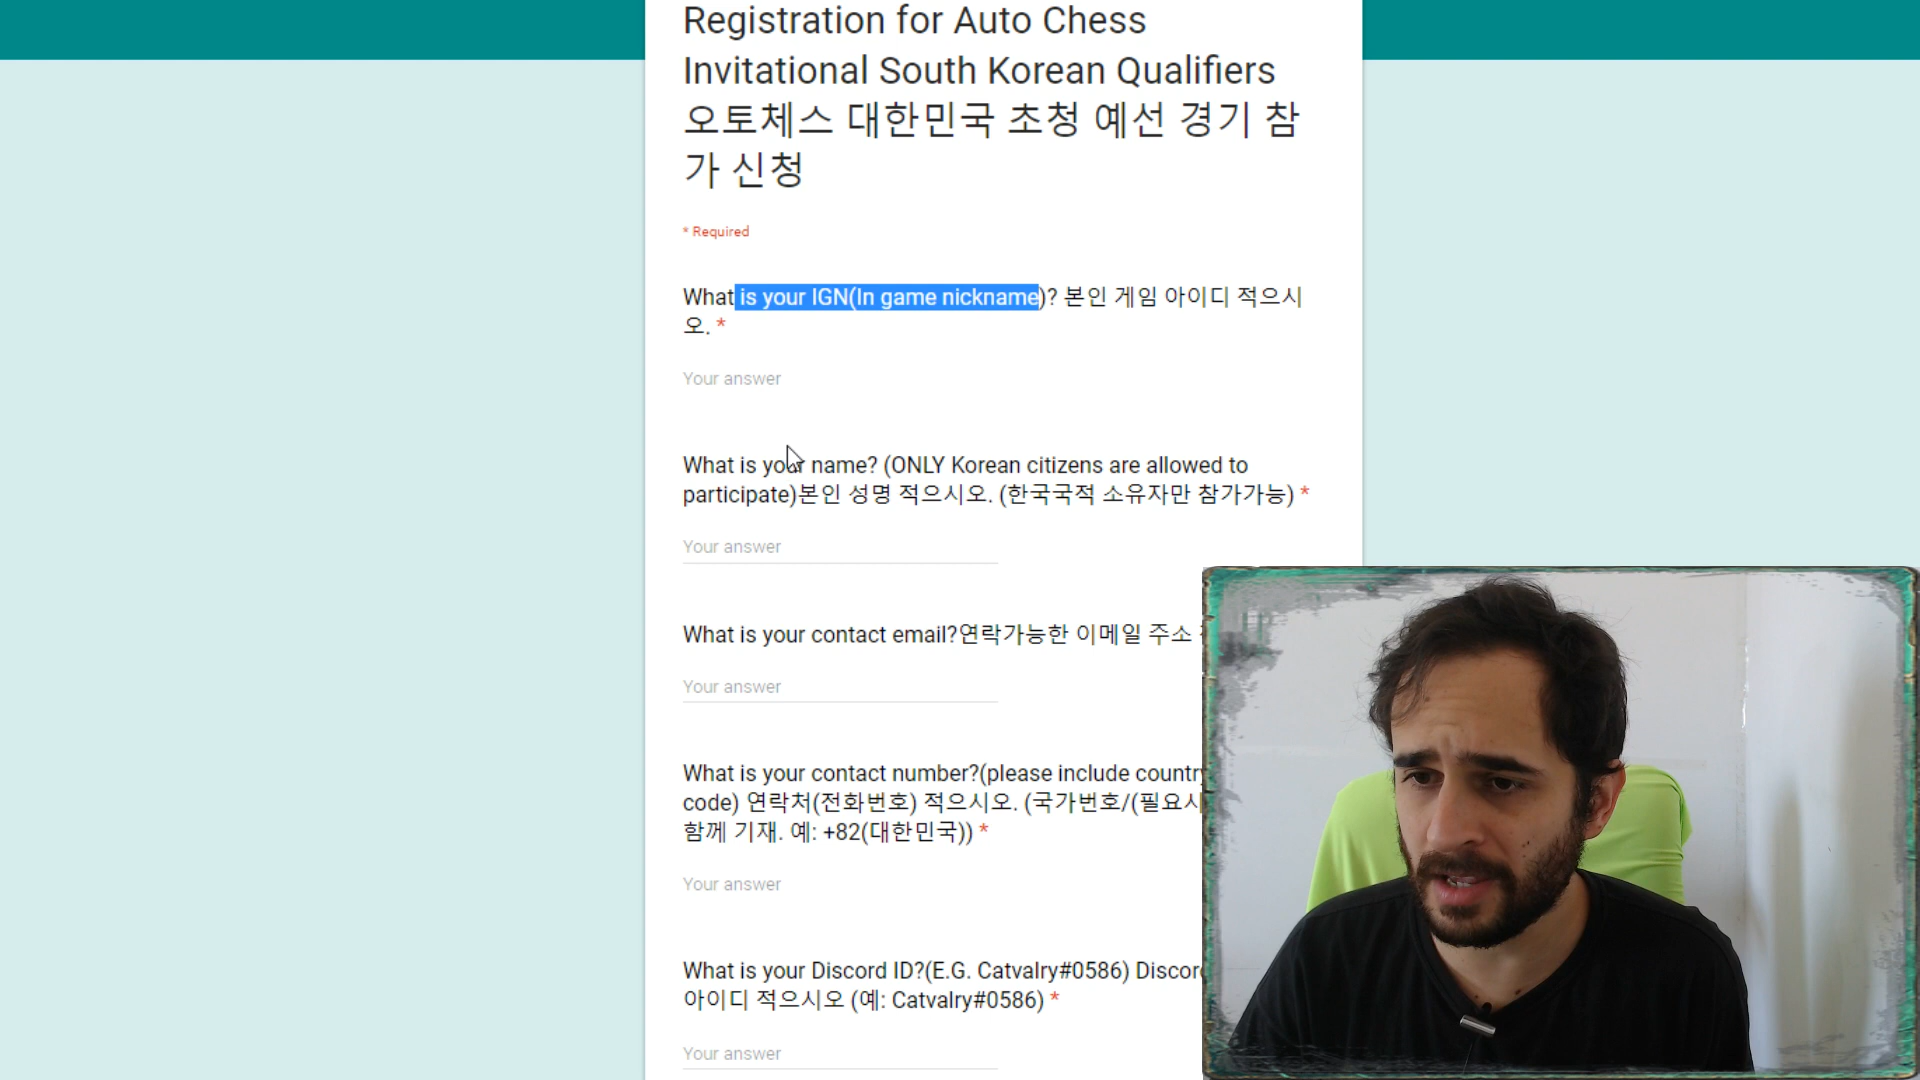 Registration for Auto Chess
Invitational South Korean Qualifiers
오토체스 대한민국 초청 예선 경기 참
가 신청
* Required
What is your IGN(In game nickname)? 본인 게임 아이디 적으시
오. *
Your answer
What is your name? (ONLY Korean citizens are allowed to
participate)본인 성명 적으시오. (한국국적 소유자만 참가가능) *
Your answer
What is your contact email?연락가능한 이메일 주소
Your answer
What is your contact number?(please include country
code) 연락처(전화번호) 적으시오. (국가번호/(필요시
함께 기재. 예: +82(대한민국)) *
Your answer
What is your Discord ID?(E.G. Catvalry#0586) Discord
아이디 적으시오 (예: Catvalry#0586) *
Your answer